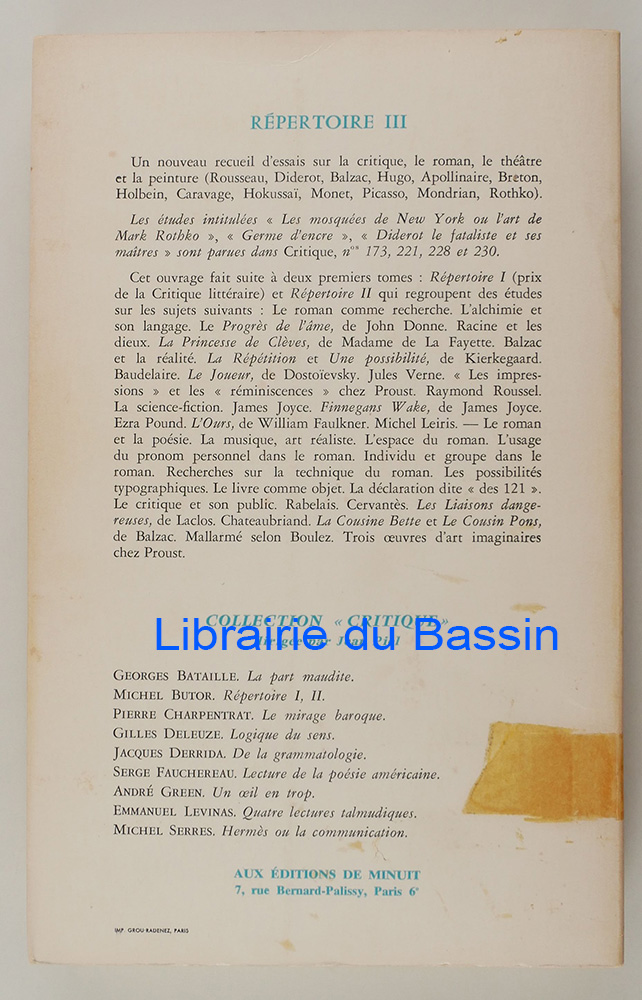 RÉPERTOIRE III
Un nouveau recueil d'essais sur la critique, le roman, le théâtre
et la peinture (Rousseau, Diderot, Balzac, Hugo, Apollinaire, Breton,
Holbein, Caravage, Hokussaï, Monet, Picasso, Mondrian, Rothko).
Les études intitulées « Les mosquées de New York ou l'art de
Mark Rothko », « Germe d'encre », « Diderot le fataliste et ses
maîtres » sont parues dans Critique, nos 173, 221, 228 et 230.
Cet ouvrage fait suite à deux premiers tomes : Répertoire I (prix
de la Critique littéraire) et Répertoire II qui regroupent des études
sur les sujets suivants : Le roman comme recherche. L'alchimie et
son langage. Le Progrès de l'âme, de John Donne. Racine et les
dieux. La Princesse de Clèves, de Madame de La Fayette. Balzac
et la réalité. La Répétition et Une possibilité, de Kierkegaard.
Baudelaire. Le Joueur, de Dostoïevsky. Jules Verne. « Les impres-
sions » et les « réminiscences » chez Proust. Raymond Roussel.
La science-fiction. James Joyce. Finnegans Wake, de James Joyce.
Ezra Pound. L'Ours, de William Faulkner. Michel Leiris. — Le roman
et la poésie. La musique, art réaliste. L'espace du roman. L'usage
du pronom personnel dans le roman. Individu et groupe dans le
roman. Recherches sur la technique du roman. Les possibilités
typographiques. Le livre comme objet. La déclaration dite « des 121 ».
Le critique et son public. Rabelais. Cervantès. Les Liaisons dange-
reuses, de Laclos. Chateaubriand. La Cousine Bette et Le Cousin Pons,
de Balzac. Mallarmé selon Boulez. Trois œuvres d'art imaginaires
chez Proust.
COLLECTION « CRITIQUE »
dirigée par Jean Piel
Librairie du Bassin
GEORGES BATAILLE. La part maudite.
MICHEL BUTOR. Répertoire I, II.
PIERRE CHARPENTRAT. Le mirage baroque.
GILLES DELEUZE. Logique du sens.
JACQUES DERRIDA. De la grammatologie.
SERGE FAUCHEREAU. Lecture de la poésie américaine.
ANDRÉ GREEN. Un œil en trop.
EMMANUEL LEVINAS. Quatre lectures talmudiques.
MICHEL SERRES. Hermès ou la communication.
AUX ÉDITIONS DE MINUIT
7, rue Bernard-Palissy, Paris 6e
IMP. GROU-RADENEZ, PARIS